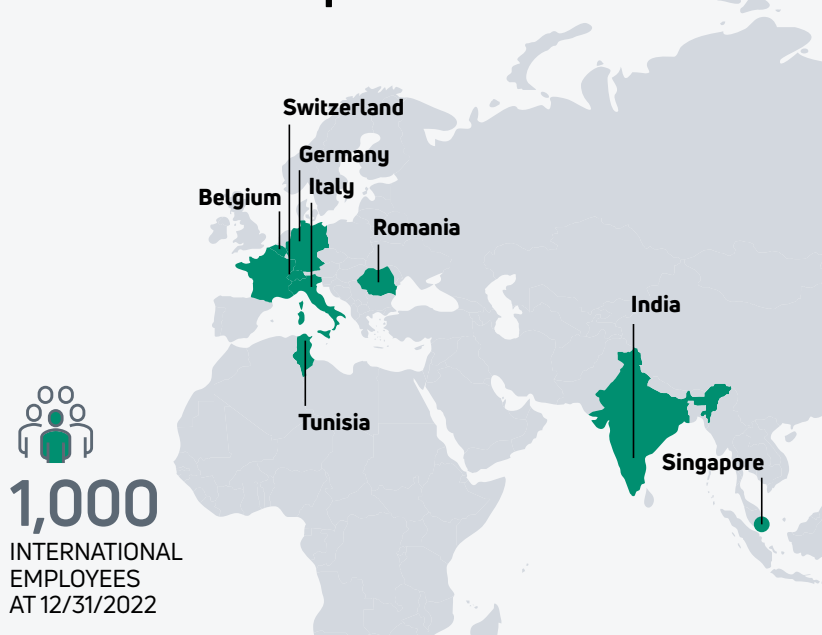 Switzerland
Germany
Italy
Belgium
Romania
India
Tunisia
Singapore
1,000
INTERNATIONAL
EMPLOYEES
AT 12/31/2022